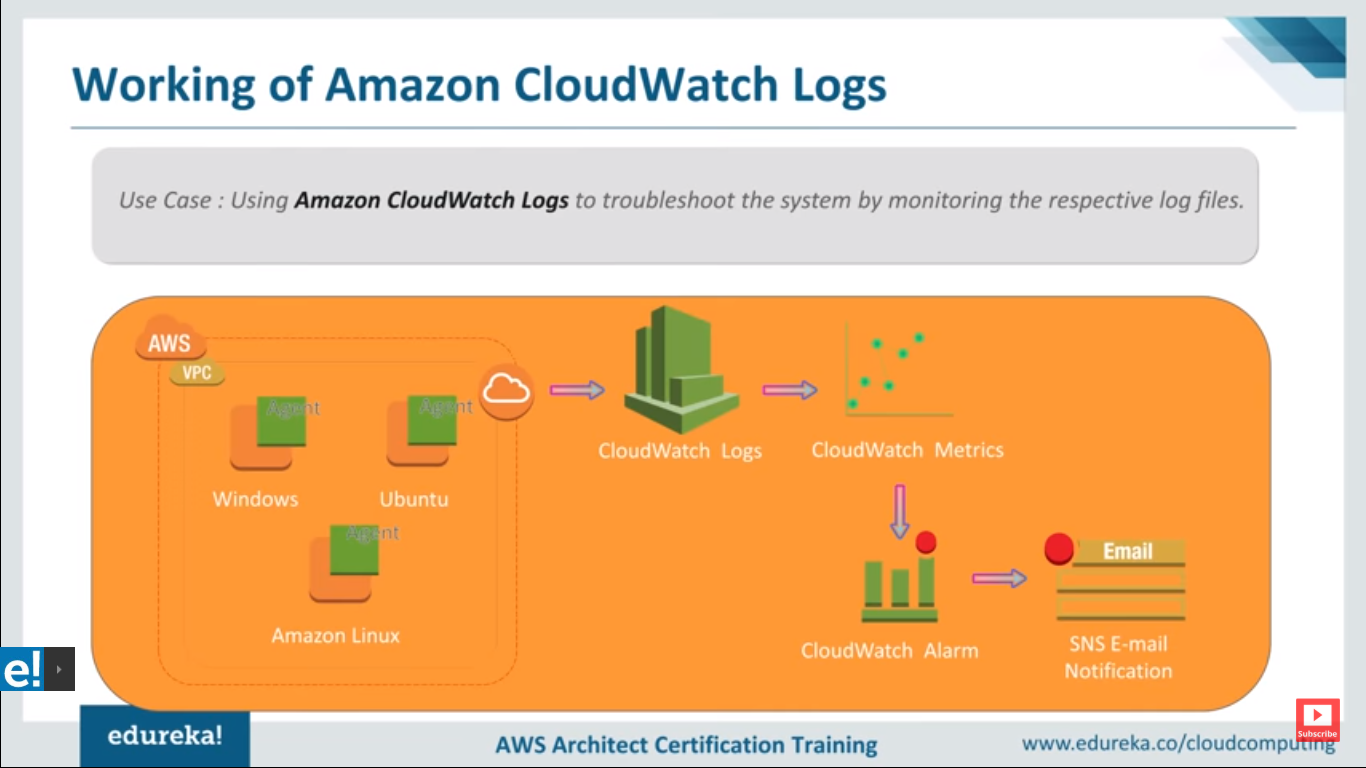 Working of Amazon CloudWatch Logs
Use Case : Using Amazon CloudWatch Logs to troubleshoot the system by monitoring the respective log files.
AWS
VPC
Agent
Agent
Windows
Ubuntu
Agent
Amazon Linux
CloudWatch Logs
CloudWatch Metrics
CloudWatch Alarm
Email
SNS E-mail
Notification
e!
edureka!
AWS Architect Certification Training
www.edureka.co/cloudcomputing
Subscribe